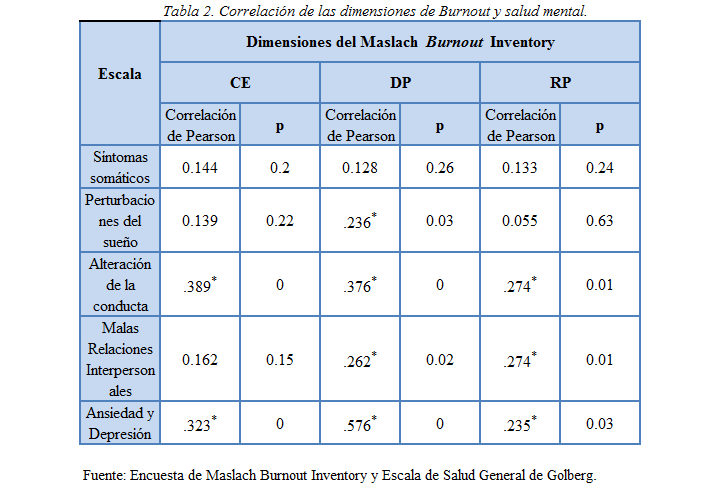 Tabla 2. Correlación de las dimensiones de Burnout y salud mental.
Escala
Dimensiones del Maslach Burnout Inventory
CE DP RP
Correlación de Pearson p Correlación de Pearson p Correlación de Pearson p
Síntomas somáticos 0.144 0.2 0.128 0.26 0.133 0.24
Perturbacio
nes del
sueño 0.139 0.22 .236* 0.03 0.055 0.63
Alteración
de la
conducta .389* 0 .376* 0 .274* 0.01
Malas
Relaciones
Interperson
ales 0.162 0.15 .262* 0.02 .274* 0.01
Ansiedad y
Depresión .323* 0 .576* 0 .235* 0.03
Fuente: Encuesta de Maslach Burnout Inventory y Escala de Salud General de Golberg.